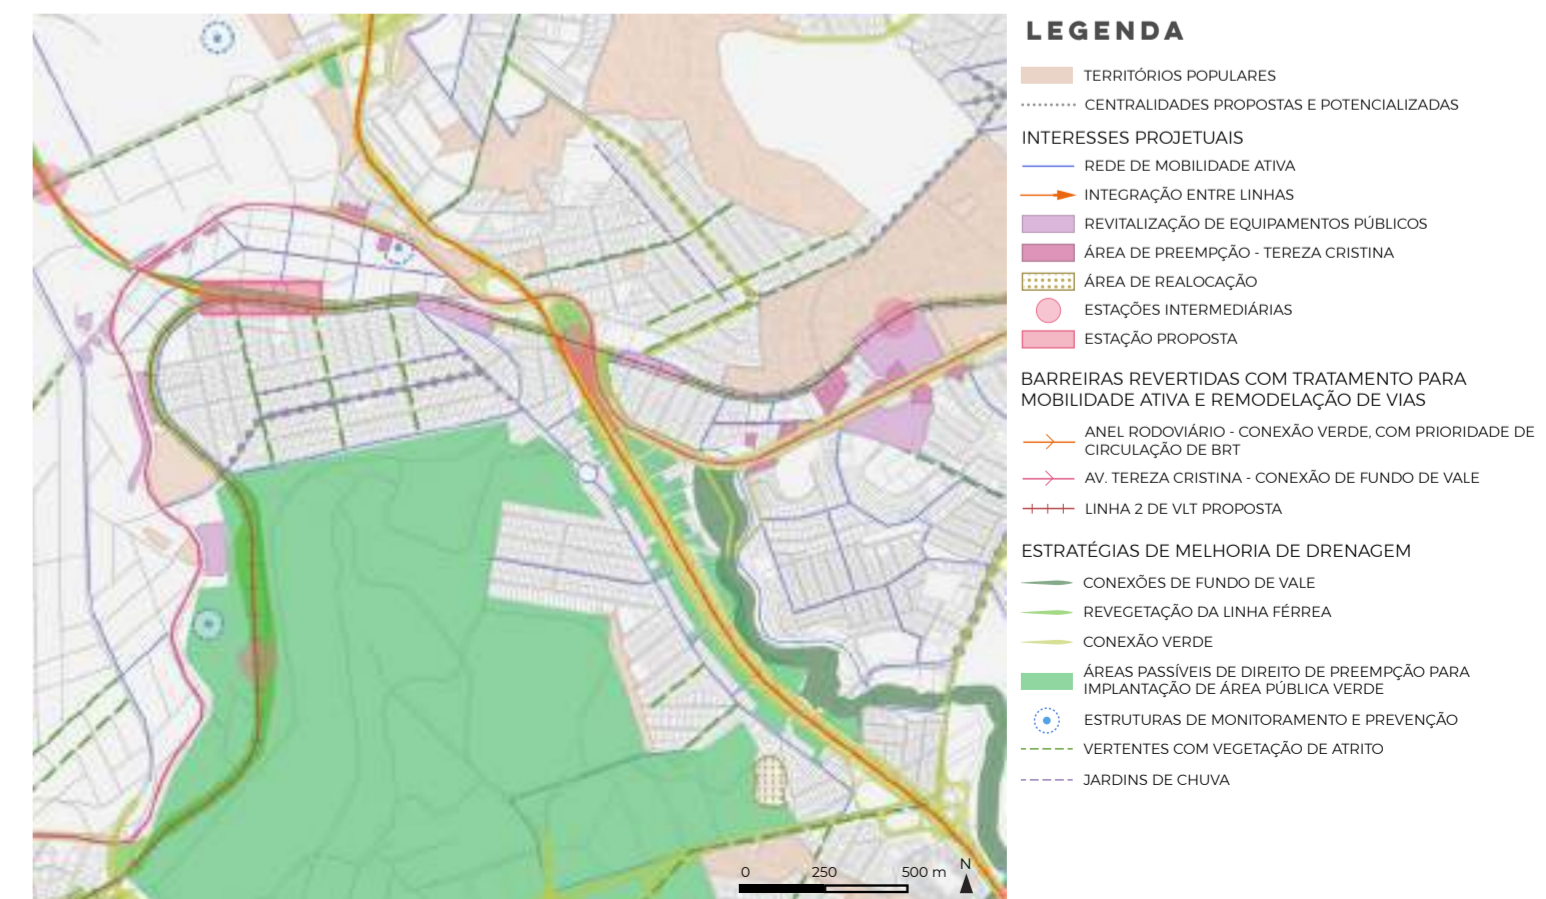 LEGENDA
TERRITÓRIOS POPULARES
CENTRALIDADES PROPOSTAS E POTENCIALIZADAS
INTERESSES PROJETUAIS
REDE DE MOBILIDADE ATIVA
INTEGRAÇÃO ENTRE LINHAS
REVITALIZAÇÃO DE EQUIPAMENTOS PÚBLICOS
ÁREA DE PREEMPÇÃO - TEREZA CRISTINA
ÁREA DE REALOCAÇÃO
ESTAÇÕES INTERMEDIÁRIAS
ESTAÇÃO PROPOSTA
BARREIRAS REVERTIDAS COM TRATAMENTO PARA
MOBILIDADE ATIVA E REMODELAÇÃO DE VIAS
ANEL RODOVIÁRIO - CONEXÃO VERDE, COM PRIORIDADE DE
CIRCULAÇÃO DE BRT
AV. TEREZA CRISTINA - CONEXÃO DE FUNDO DE VALE
LINHA 2 DE VLT PROPOSTA
ESTRATÉGIAS DE MELHORIA DE DRENAGEM
CONEXÕES DE FUNDO DE VALE
REVEGETAÇÃO DA LINHA FÉRREA
CONEXÃO VERDE
ÁREAS PASSÍVEIS DE DIREITO DE PREEMPÇÃO PARA
IMPLANTAÇÃO DE ÁREA PÚBLICA VERDE
ESTRUTURAS DE MONITORAMENTO E PREVENÇÃO
VERTENTES COM VEGETAÇÃO DE ATRITO
JARDINS DE CHUVA
0 250 500 m N